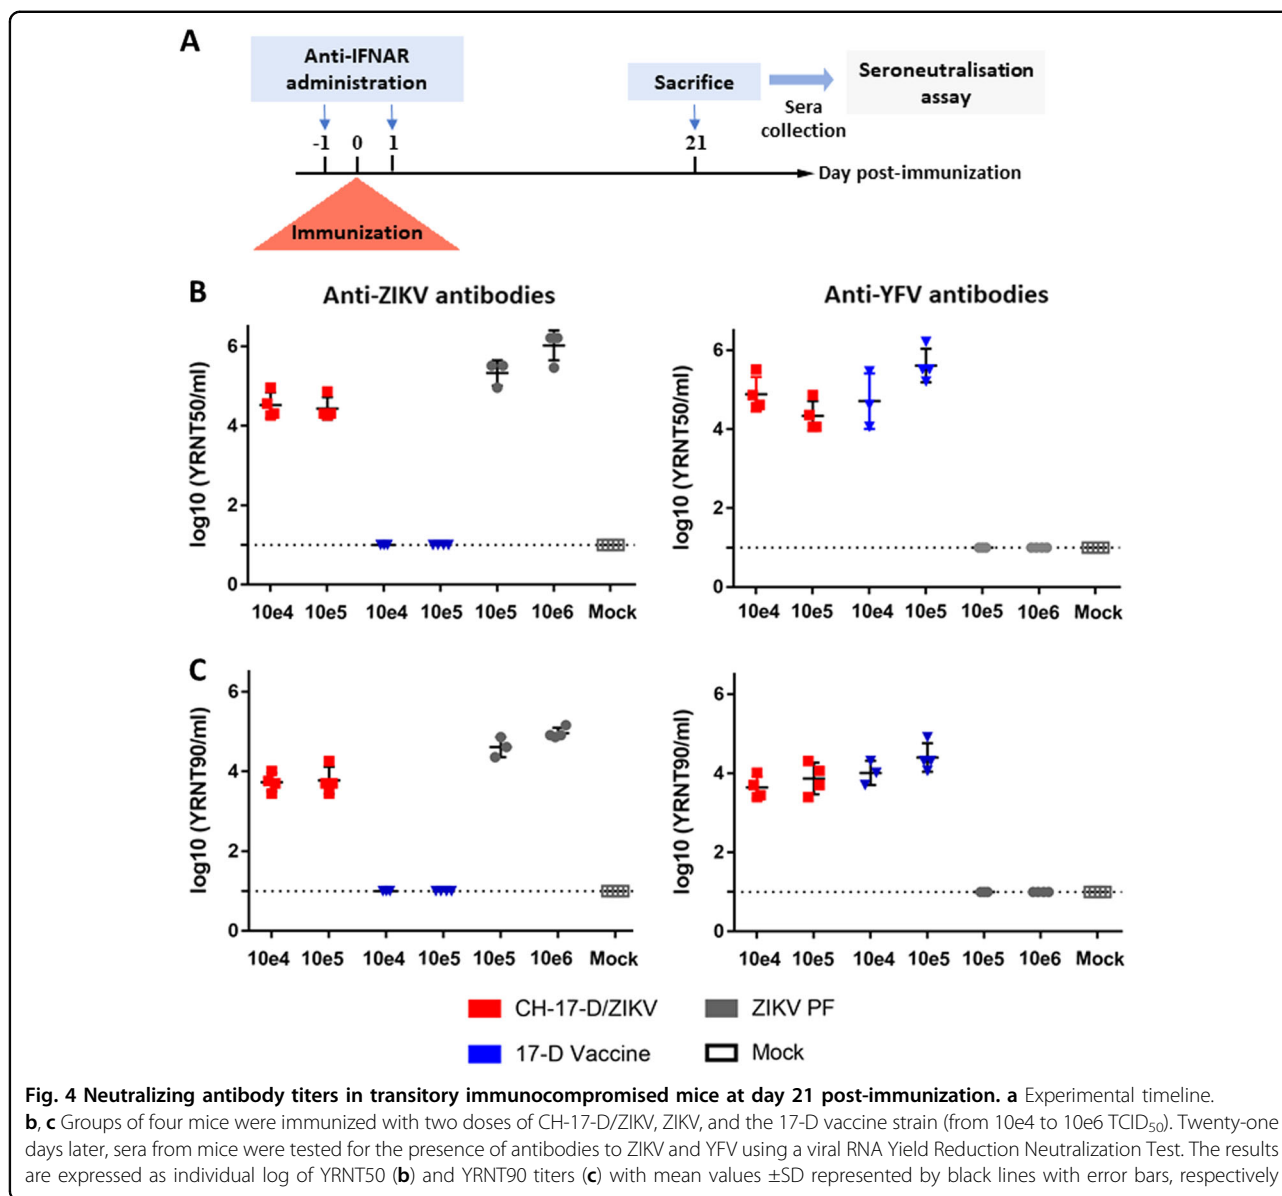 A
Anti-IFNAR
administration
Sacrifice
Sera
collection
Seroneutralisation
assay
-1 0 1 21
Day post-immunization
Immunization
B
Anti-ZIKV antibodies
log10 (YRNT50/ml)
6
4
2
0
10e4 10e5 10e4 10e5 10e5 10e6 Mock
Anti-YFV antibodies
log10 (YRNT50/ml)
6
4
2
0
10e4 10e5 10e4 10e5 10e5 10e6 Mock
C
log10 (YRNT90/ml)
6
4
2
0
10e4 10e5 10e4 10e5 10e5 10e6 Mock
log10 (YRNT90/ml)
6
4
2
0
10e4 10e5 10e4 10e5 10e5 10e6 Mock
CH-17-D/ZIKV ZIKV PF
17-D Vaccine Mock
Fig. 4 Neutralizing antibody titers in transitory immunocompromised mice at day 21 post-immunization. a Experimental timeline.
b, c Groups of four mice were immunized with two doses of CH-17-D/ZIKV, ZIKV, and the 17-D vaccine strain (from 10e4 to 10e6 TCID₅₀). Twenty-one
days later, sera from mice were tested for the presence of antibodies to ZIKV and YFV using a viral RNA Yield Reduction Neutralization Test. The results
are expressed as individual log of YRNT50 (b) and YRNT90 titers (c) with mean values ±SD represented by black lines with error bars, respectively